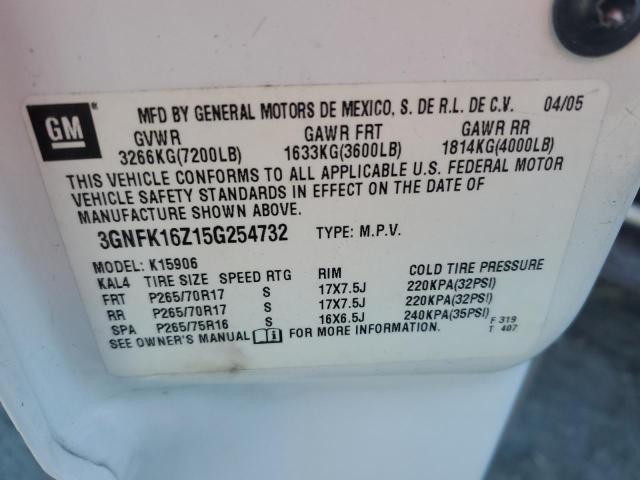 GM
MFD BY GENERAL MOTORS DE MEXICO, S. DE R.L. DE C.V. 04/05
GVWR GAWR FRT GAWR RR
3266KG(7200LB) 1633KG(3600LB) 1814KG(4000LB)
THIS VEHICLE CONFORMS TO ALL APPLICABLE U.S. FEDERAL MOTOR
VEHICLE SAFETY STANDARDS IN EFFECT ON THE DATE OF
MANUFACTURE SHOWN ABOVE.
3GNFK16Z15G254732 TYPE: M.P.V.
MODEL: K15906
KAL4 TIRE SIZE SPEED RTG RIM COLD TIRE PRESSURE
FRT P265/70R17 S 17X7.5J 220KPA(32PSI)
RR P265/70R17 S 17X7.5J 220KPA(32PSI)
SPA P265/75R16 S 16X6.5J 240KPA(35PSI) F 319
SEE OWNER'S MANUAL FOR MORE INFORMATION. T 407